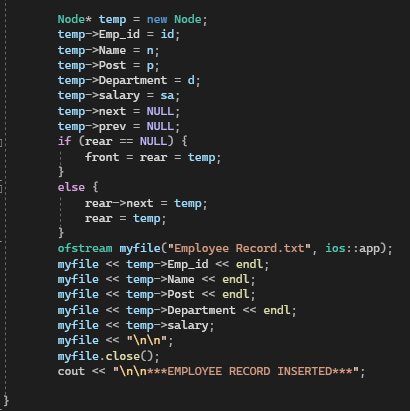 Node* temp = new Node;
temp->Emp_id = id;
temp->Name = n;
temp->Post = p;
temp->Department = d;
temp->salary = sa;
temp->next = NULL;
temp->prev = NULL;
if (rear == NULL) {
front = rear = temp;
}
else {
rear->next = temp;
rear = temp;
}
ofstream myfile("Employee Record.txt", ios::app);
myfile << temp->Emp_id << endl;
myfile << temp->Name << endl;
myfile << temp->Post << endl;
myfile << temp->Department << endl;
myfile << temp->salary;
myfile << "\n\n";
myfile.close();
cout << "\n\n***EMPLOYEE RECORD INSERTED***";
}